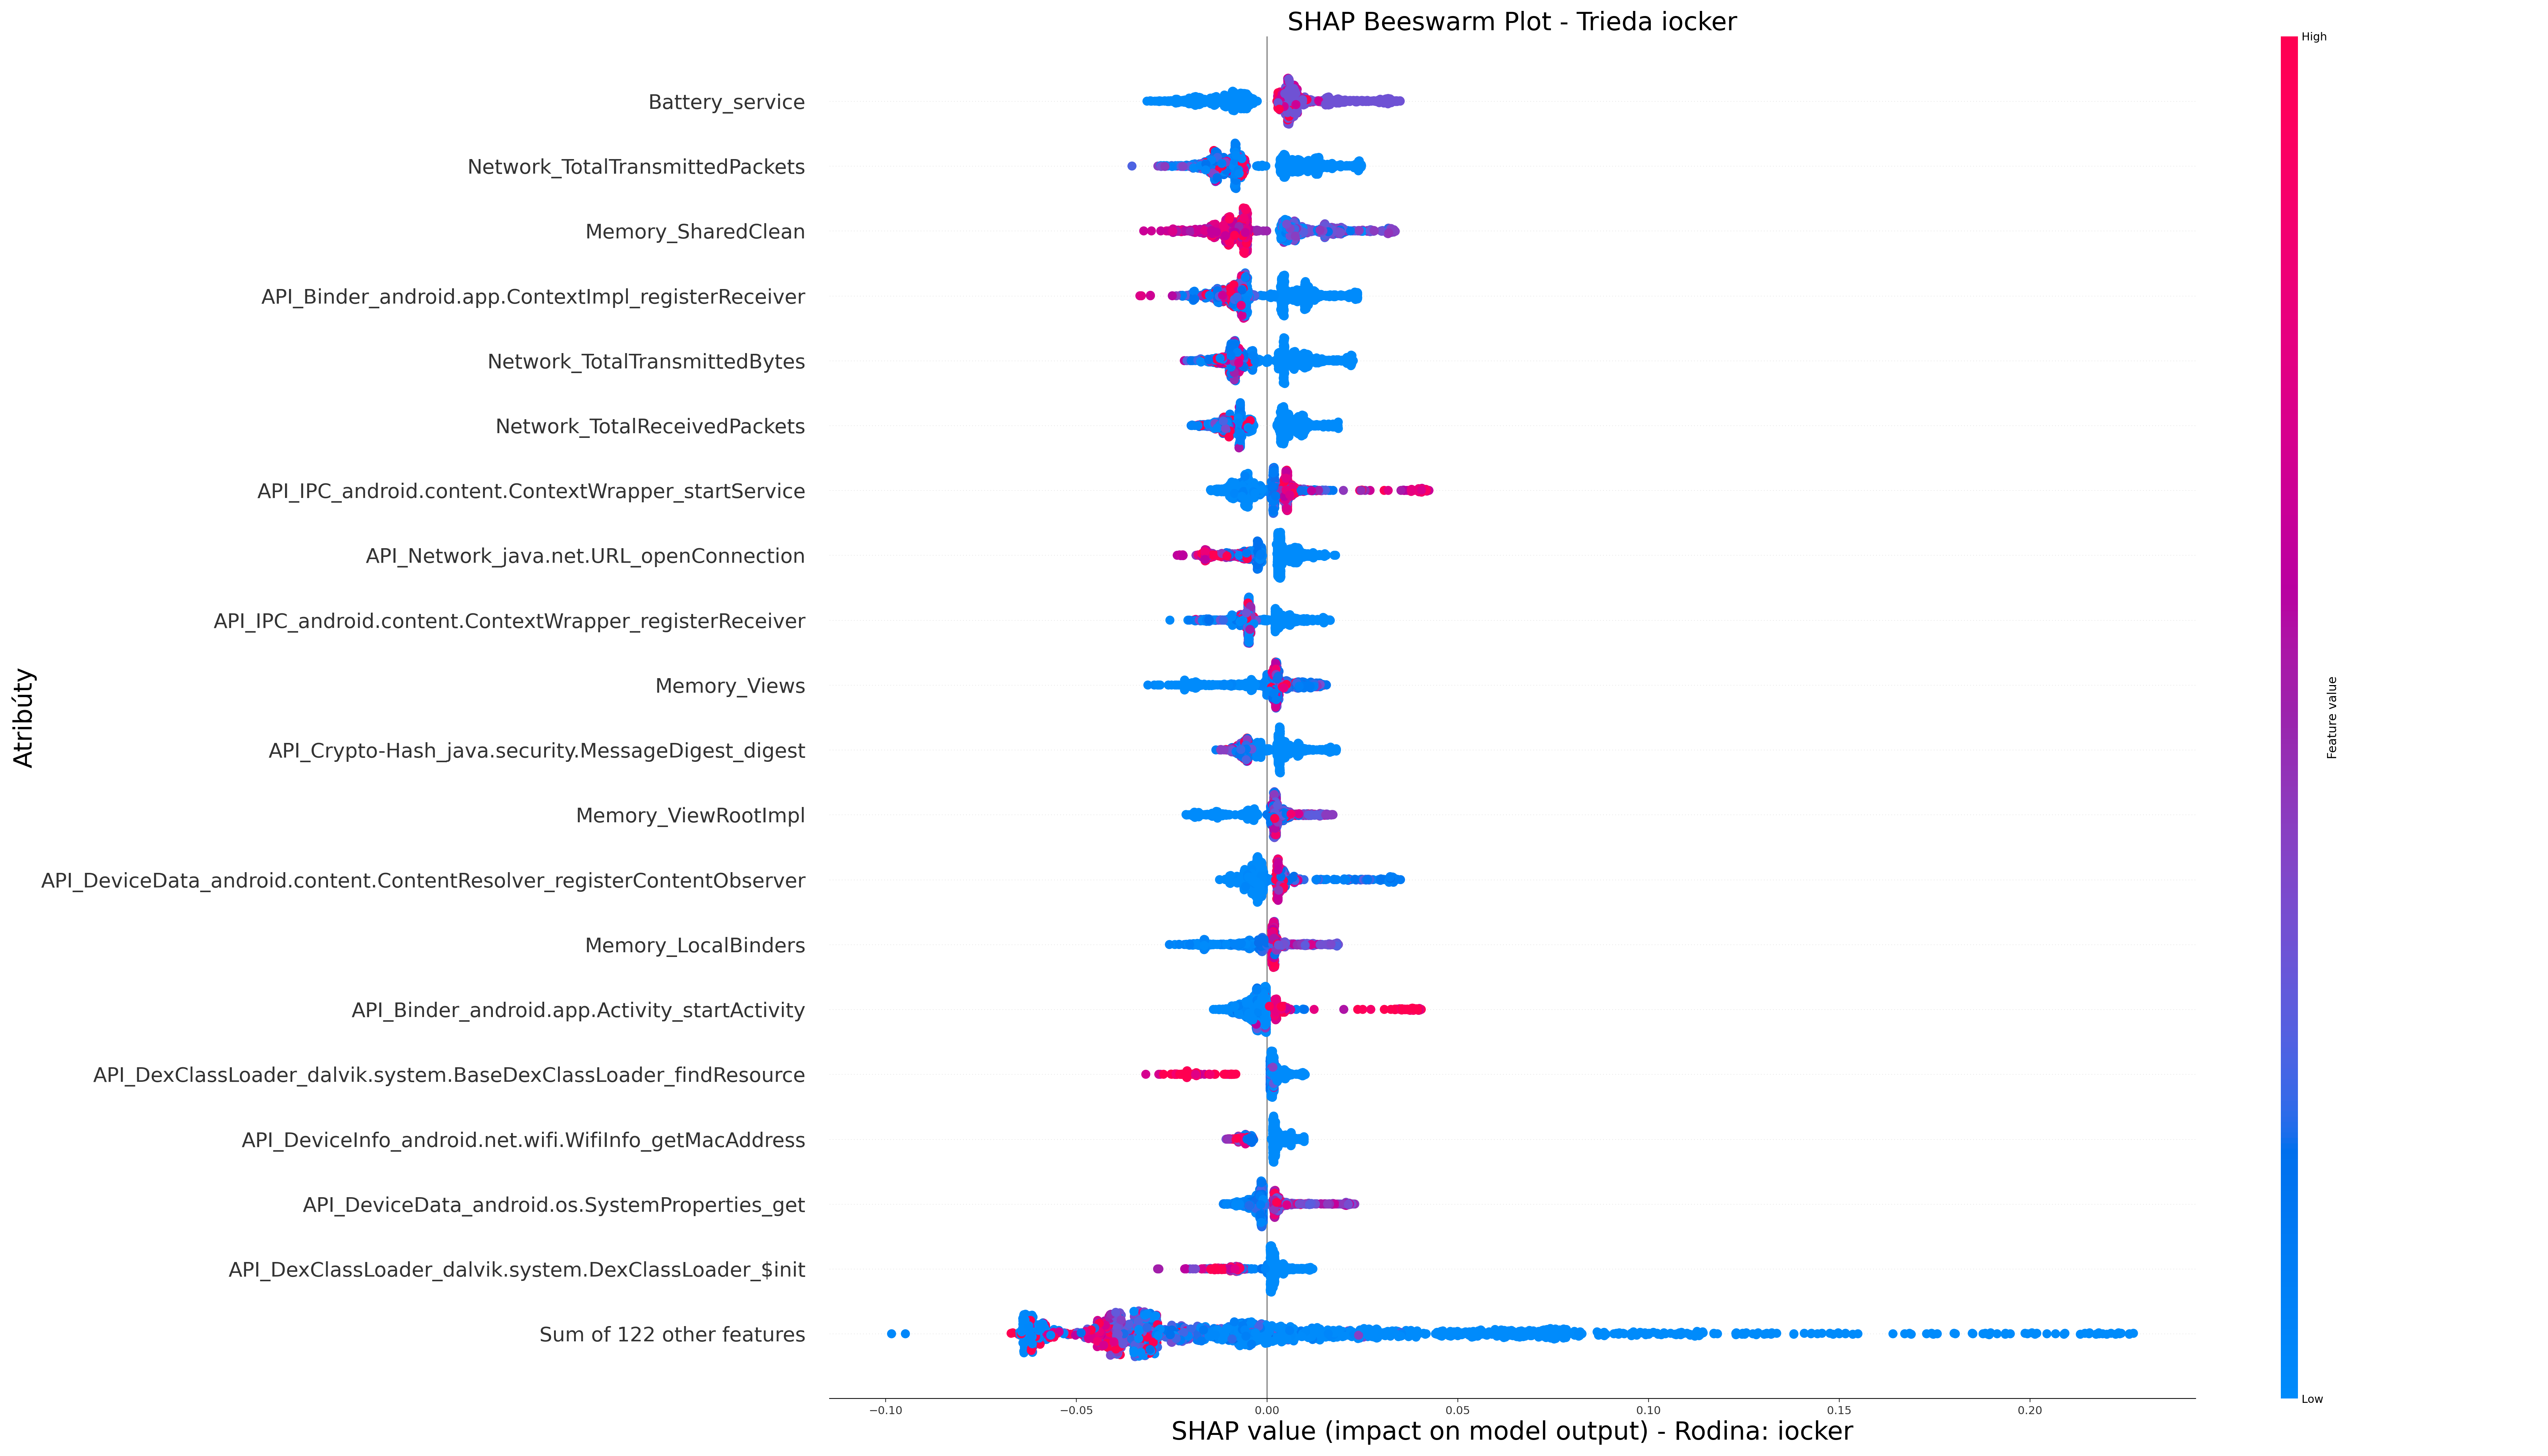 SHAP Beeswarm Plot - Trieda iocker
High
Battery_service
Network_TotalTransmittedPackets
Memory_SharedClean
API_Binder_android.app.ContextImpl_registerReceiver
Network_TotalTransmittedBytes
Network_TotalReceivedPackets
API_IPC_android.content.ContextWrapper_startService
API_Network_java.net.URL_openConnection
API_IPC_android.content.ContextWrapper_registerReceiver
Memory_Views
API_Crypto-Hash_java.security.MessageDigest_digest
Memory_ViewRootImpl
API_DeviceData_android.content.ContentResolver_registerContentObserver
Memory_LocalBinders
API_Binder_android.app.Activity_startActivity
API_DexClassLoader_dalvik.system.BaseDexClassLoader_findResource
API_DeviceInfo_android.net.wifi.WifiInfo_getMacAddress
API_DeviceData_android.os.SystemProperties_get
API_DexClassLoader_dalvik.system.DexClassLoader_$init
Sum of 122 other features
Atribúty
Feature value
Low
−0.10 −0.05 0.00 0.05 0.10 0.15 0.20
SHAP value (impact on model output) - Rodina: iocker